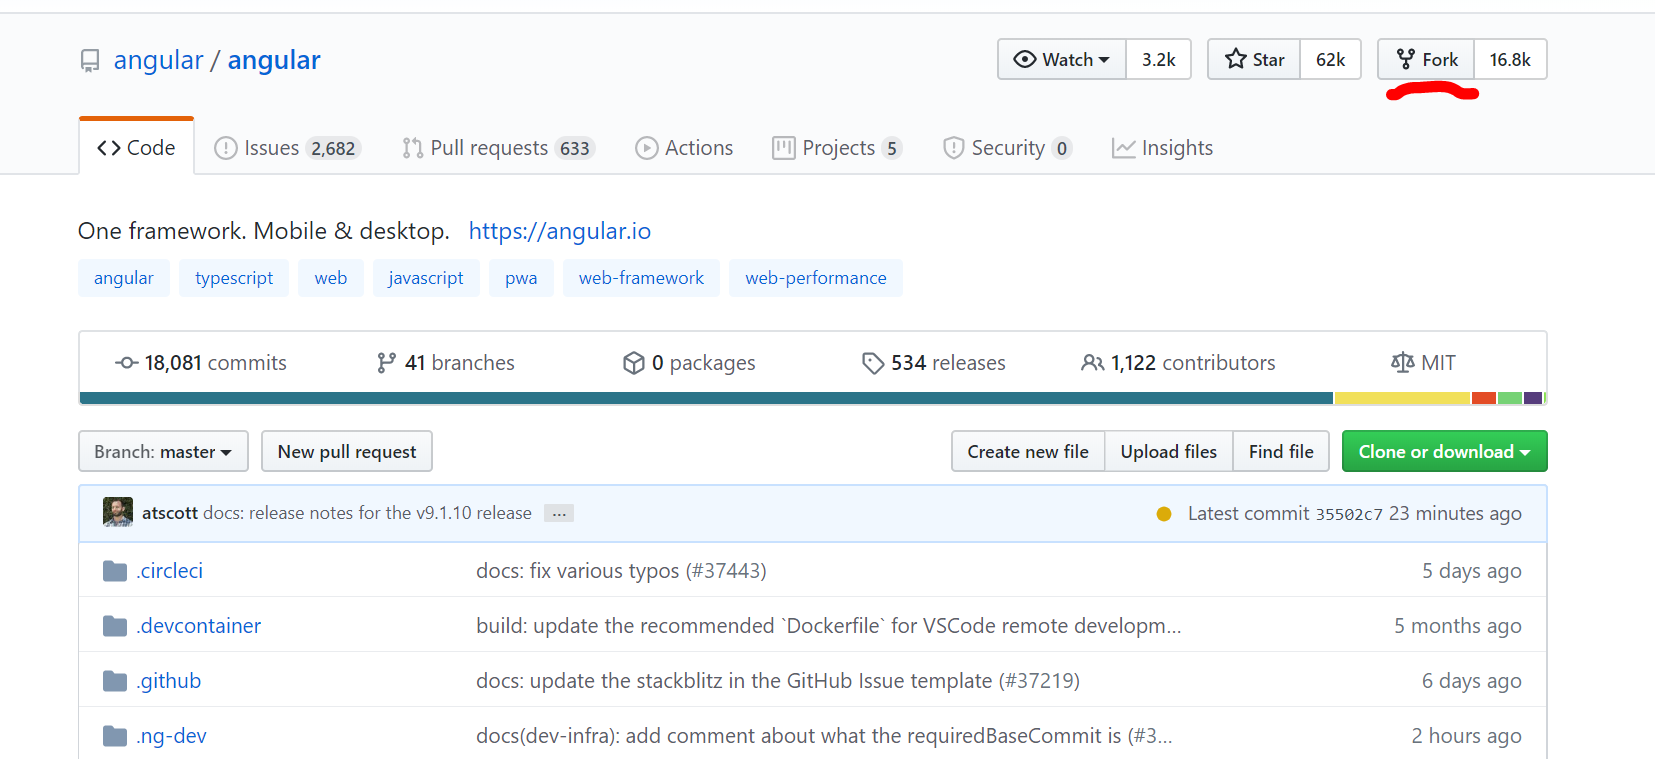 angular / angular
Watch 3.2k Star 62k Fork 16.8k
Code Issues 2,682 Pull requests 633 Actions Projects 5 Security 0 Insights
One framework. Mobile & desktop. https://angular.io
angular typescript web javascript pwa web-framework web-performance
18,081 commits 41 branches 0 packages 534 releases 1,122 contributors MIT
Branch: master New pull request Create new file Upload files Find file Clone or download
atscott docs: release notes for the v9.1.10 release ... Latest commit 35502c7 23 minutes ago
.circleci docs: fix various typos (#37443) 5 days ago
.devcontainer build: update the recommended `Dockerfile` for VSCode remote developm... 5 months ago
.github docs: update the stackblitz in the GitHub Issue template (#37219) 6 days ago
.ng-dev docs(dev-infra): add comment about what the requiredBaseCommit is (#3... 2 hours ago